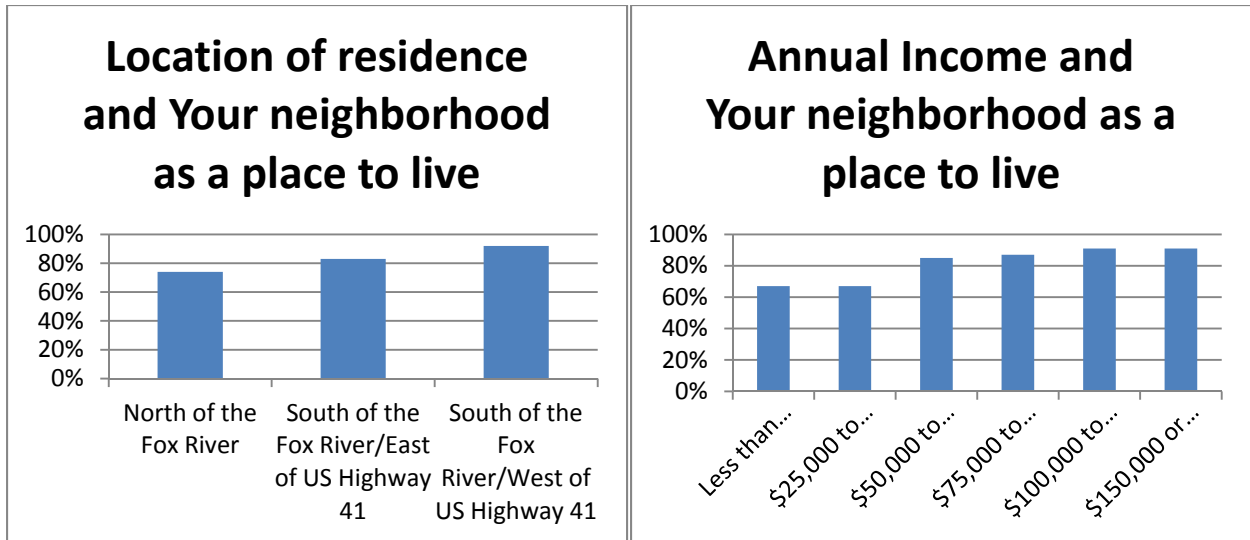 Location of residence
and Your neighborhood
as a place to live
100%
80%
60%
40%
20%
0%
North of the
Fox River
South of the
Fox River/East
of US Highway
41
South of the
Fox
River/West of
US Highway 41
Annual Income and
Your neighborhood as a
place to live
100%
80%
60%
40%
20%
0%
Less than...
$25,000 to...
$50,000 to...
$75,000 to...
$100,000 to...
$150,000 or...